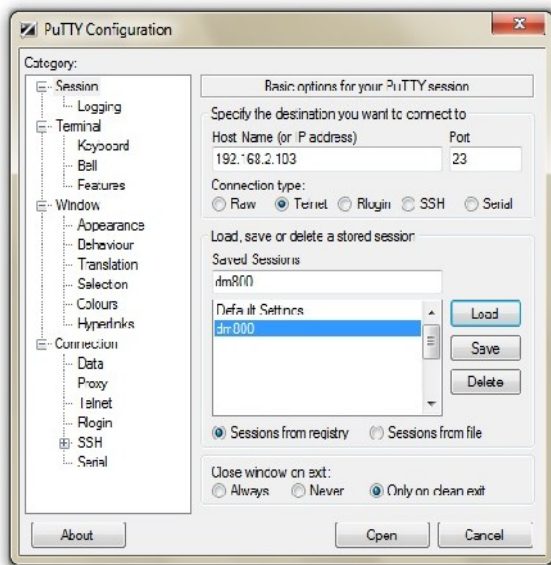 PuTTY Configuration
Category:
Session
Logging
Terminal
Keyboard
Bell
Features
Window
Appearance
Behaviour
Translation
Selection
Colours
Hyperlinks
Connection
Data
Proxy
Telnet
Rlogin
SSH
Serial
Basic options for your PuTTY session
Specify the destination you want to connect to
Host Name (or IP address) Port
192.168.2.103 23
Connection type:
Raw Telnet Rlogin SSH Serial
Load, save or delete a stored session
Saved Sessions
dm800
Default Settings
dm800
Load
Save
Delete
Sessions from registry Sessions from file
Close window on exit:
Always Never Only on clean exit
About Open Cancel